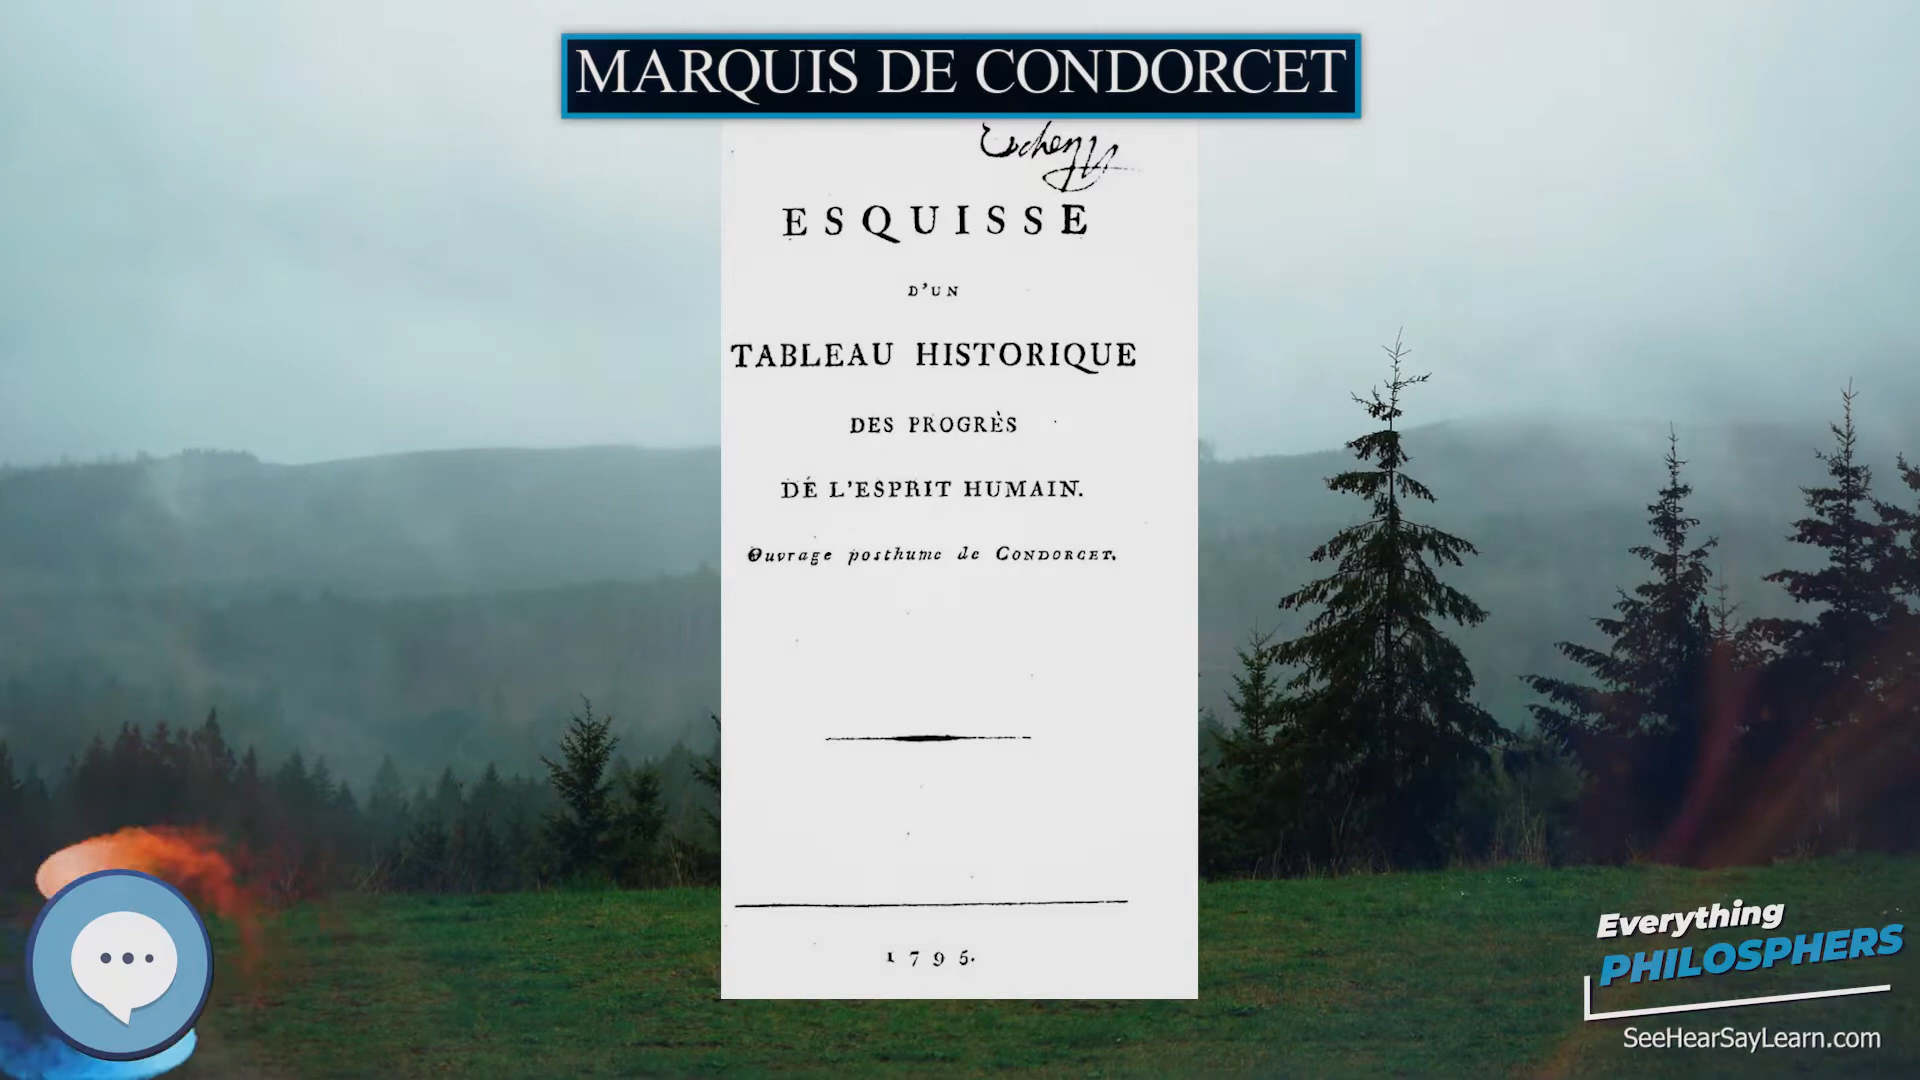 MARQUIS DE CONDORCET
ESQUISSE
D'UN
TABLEAU HISTORIQUE
DES PROGRÈS
DÉ L'ESPRIT HUMAIN.
Ouvrage posthume de CONDORCET.
1795.
Everything
PHILOSPHERS
SeeHearSayLearn.com